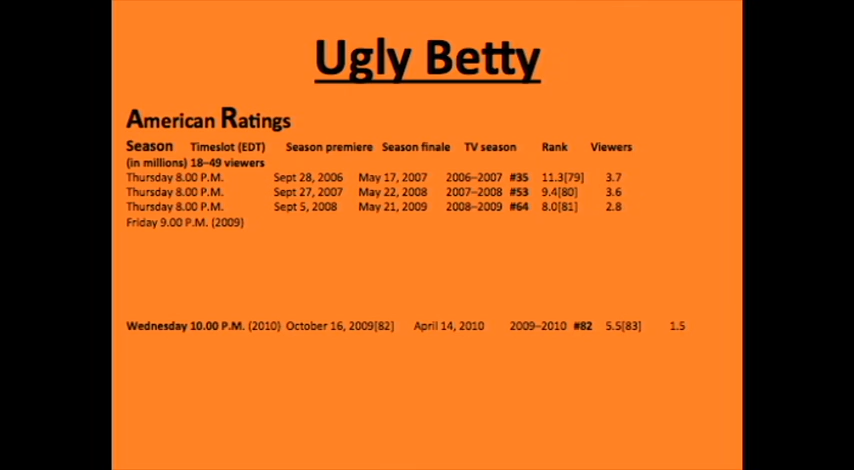 Ugly Betty
American Ratings
Season Timeslot (EDT) Season premiere Season finale TV season Rank Viewers
(in millions) 18–49 viewers
Thursday 8.00 P.M. Sept 28, 2006 May 17, 2007 2006–2007 #35 11.3[79] 3.7
Thursday 8.00 P.M. Sept 27, 2007 May 22, 2008 2007–2008 #53 9.4[80] 3.6
Thursday 8.00 P.M. Sept 5, 2008 May 21, 2009 2008–2009 #64 8.0[81] 2.8
Friday 9.00 P.M. (2009)
Wednesday 10.00 P.M. (2010) October 16, 2009[82] April 14, 2010 2009–2010 #82 5.5[83] 1.5